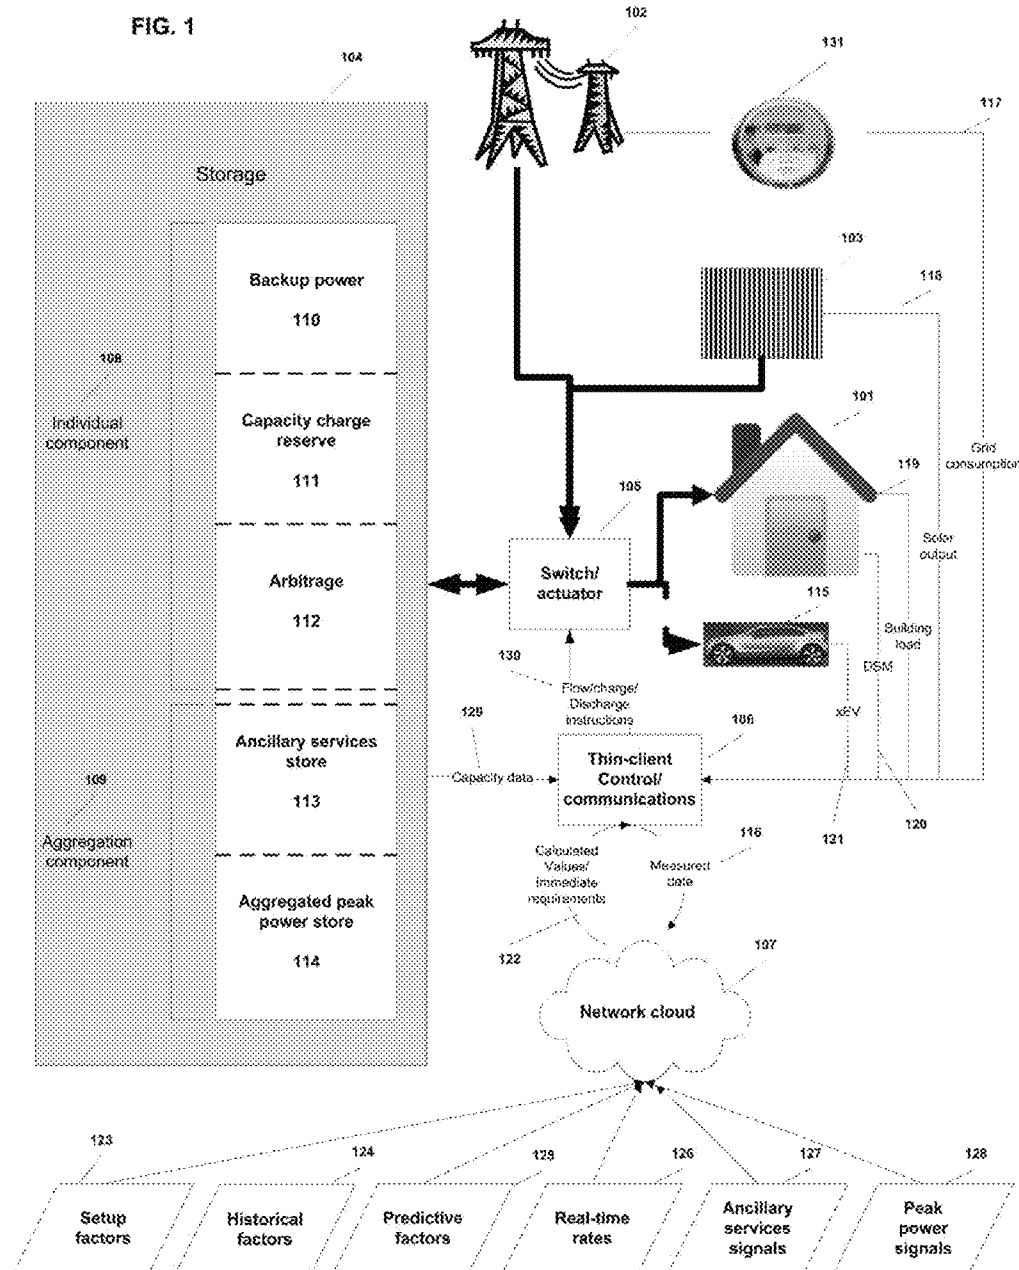 FIG. 1
102
104
131
117
Storage
103
118
Backup power
110
108
Individual
component
Capacity charge
reserve
111
101
119
Grid
consumption
105
Solar
output
Arbitrage
112
Switch/
actuator
115
Building
load
DSM
130
Flow/charge/
Discharge
instructions
xEV
129
106
Ancillary services
store
113
Capacity data
Thin-client
Control/
communications
109
Aggregation
component
121
120
116
Calculated
Values/
Immediate
requirements
Measured
data
Aggregated peak
power store
114
122
107
Network cloud
123
124
125
126
127
128
Setup
factors
Historical
factors
Predictive
factors
Real-time
rates
Ancillary
services
signals
Peak
power
signals